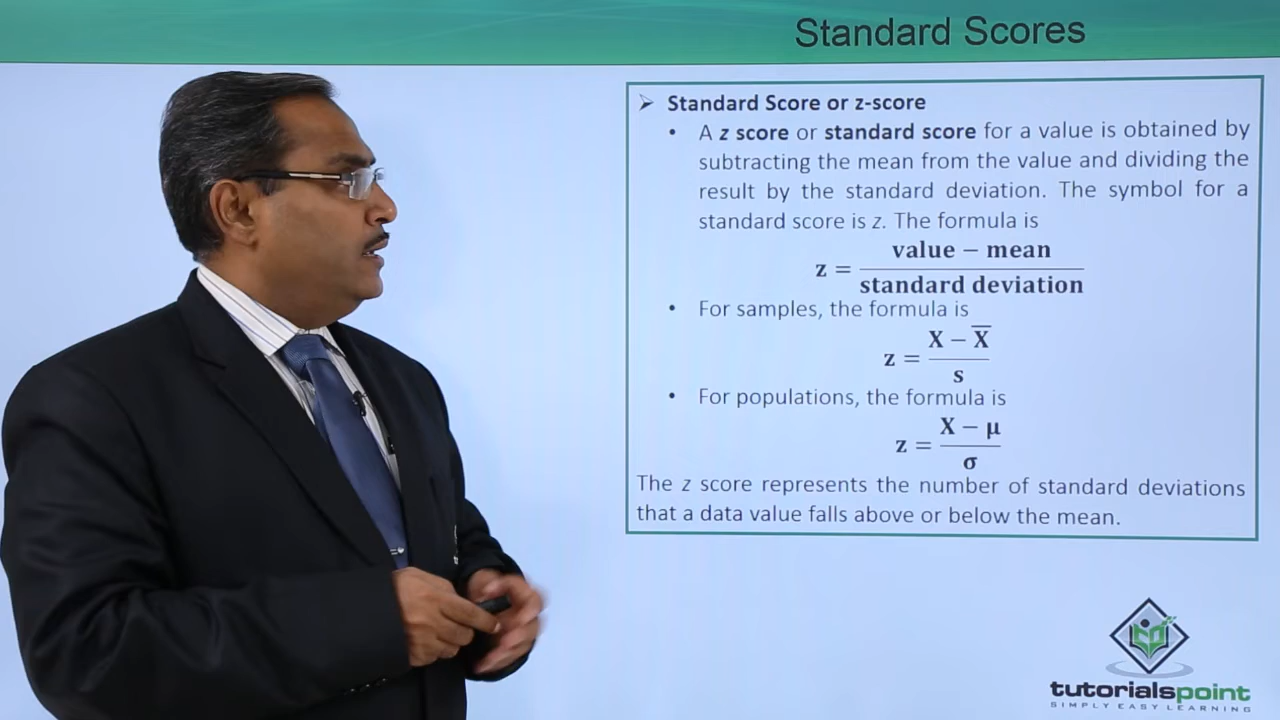 Standard Scores
➢ Standard Score or z-score
• A z score or standard score for a value is obtained by
subtracting the mean from the value and dividing the
result by the standard deviation. The symbol for a
standard score is z. The formula is
z = value − mean / standard deviation
• For samples, the formula is
z = X − X̅ / s
• For populations, the formula is
z = X − μ / σ
The z score represents the number of standard deviations
that a data value falls above or below the mean.
tutorialspoint
SIMPLY EASY LEARNING